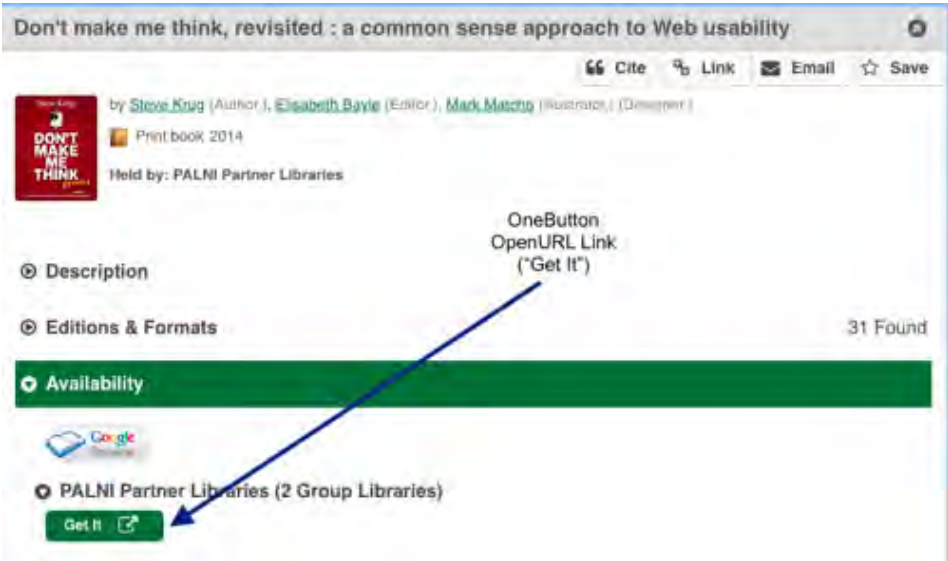 Don't make me think, revisited : a common sense approach to Web usability
Cite Link Email Save
by Steve Krug (Author), Elisabeth Bayle (Editor), Mark Matcho (Illustrator) (Designer)
DON'T
MAKE
ME
THINK
Print book 2014
Held by: PALNI Partner Libraries
OneButton
OpenURL Link
("Get It")
Description
Editions & Formats 31 Found
Availability
Google
PALNI Partner Libraries (2 Group Libraries)
Get It